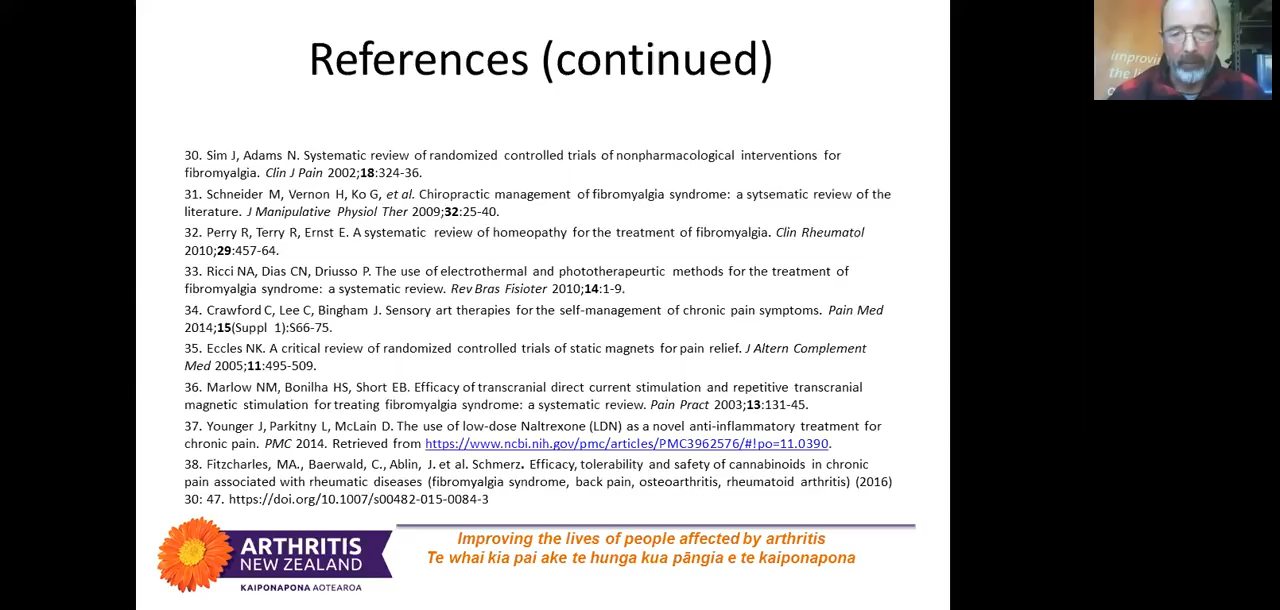 References (continued)
30. Sim J, Adams N. Systematic review of randomized controlled trials of nonpharmacological interventions for
fibromyalgia. Clin J Pain 2002;18:324-36.
31. Schneider M, Vernon H, Ko G, et al. Chiropractic management of fibromyalgia syndrome: a sytsematic review of the
literature. J Manipulative Physiol Ther 2009;32:25-40.
32. Perry R, Terry R, Ernst E. A systematic review of homeopathy for the treatment of fibromyalgia. Clin Rheumatol
2010;29:457-64.
33. Ricci NA, Dias CN, Driusso P. The use of electrothermal and phototherapeurtic methods for the treatment of
fibromyalgia syndrome: a systematic review. Rev Bras Fisioter 2010;14:1-9.
34. Crawford C, Lee C, Bingham J. Sensory art therapies for the self-management of chronic pain symptoms. Pain Med
2014;15(Suppl 1):S66-75.
35. Eccles NK. A critical review of randomized controlled trials of static magnets for pain relief. J Altern Complement
Med 2005;11:495-509.
36. Marlow NM, Bonilha HS, Short EB. Efficacy of transcranial direct current stimulation and repetitive transcranial
magnetic stimulation for treating fibromyalgia syndrome: a systematic review. Pain Pract 2003;13:131-45.
37. Younger J, Parkitny L, McLain D. The use of low-dose Naltrexone (LDN) as a novel anti-inflammatory treatment for
chronic pain. PMC 2014. Retrieved from https://www.ncbi.nih.gov/pmc/articles/PMC3962576/#!po=11.0390.
38. Fitzcharles, MA., Baerwald, C., Ablin, J. et al. Schmerz. Efficacy, tolerability and safety of cannabinoids in chronic
pain associated with rheumatic diseases (fibromyalgia syndrome, back pain, osteoarthritis, rheumatoid arthritis) (2016)
30: 47. https://doi.org/10.1007/s00482-015-0084-3
ARTHRITIS
NEW ZEALAND
KAIPONAPONA AOTEAROA
Improving the lives of people affected by arthritis
Te whai kia pai ake te hunga kua pāngia e te kaiponapona
improvi
the li